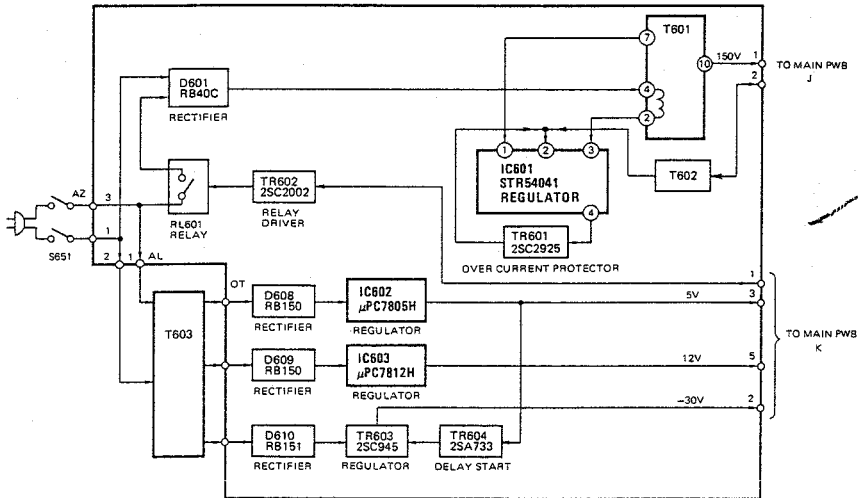 T601
7
10
150V
1
TO MAIN PWB
J
2
D601
RB40C
RECTIFIER
4
2
1
2
3
IC601
STR54041
REGULATOR
4
T602
TR602
2SC2002
RELAY
DRIVER
RL601
RELAY
AZ
3
1
S651
2
1
AL
TR601
2SC2925
OVER CURRENT PROTECTOR
1
OT
D608
RB150
RECTIFIER
IC602
μPC7805H
REGULATOR
5V
3
TO MAIN PWB
K
T603
D609
RB150
RECTIFIER
IC603
μPC7812H
REGULATOR
12V
5
-30V
2
D610
RB151
RECTIFIER
TR603
2SC945
REGULATOR
TR604
2SA733
DELAY START